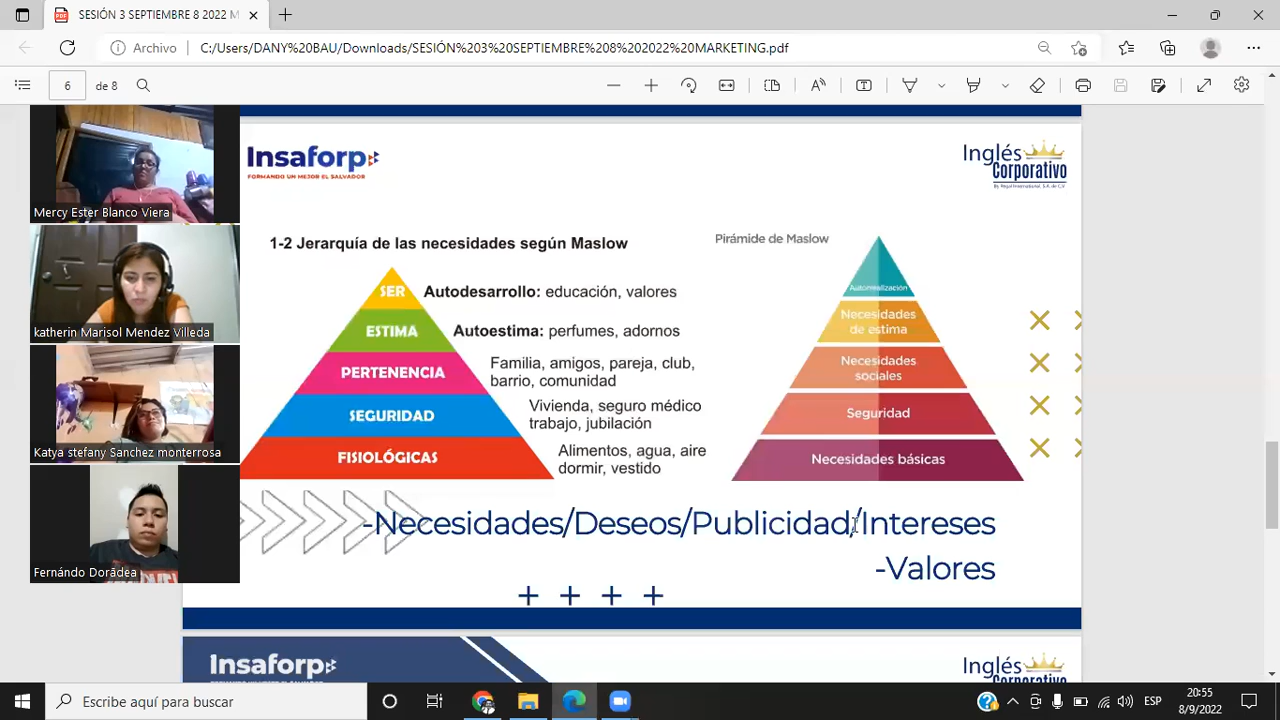 SESIÓN 3 SEPTIEMBRE 8 2022 M
Archivo
C:/Users/DANY%20BAU/Downloads/SESIÓN%203%20SEPTIEMBRE%208%202022%20MARKETING.pdf
6
de 8
Mercy Ester Blanco Viera
katherin Marisol Mendez Villeda
Katya stefany Sanchez monterrosa
Fernándo Doradea
Insaforp
FORMANDO UN MEJOR EL SALVADOR
Inglés
Corporativo
By Regal International, S.A. de C.V
1-2 Jerarquía de las necesidades según Maslow
SER
Autodesarrollo: educación, valores
ESTIMA
Autoestima: perfumes, adornos
PERTENENCIA
Familia, amigos, pareja, club,
barrio, comunidad
SEGURIDAD
Vivienda, seguro médico
trabajo, jubilación
FISIOLÓGICAS
Alimentos, agua, aire
dormir, vestido
Pirámide de Maslow
Autorrealización
Necesidades
de estima
Necesidades
sociales
Seguridad
Necesidades básicas
-Necesidades/Deseos/Publicidad/Intereses
-Valores
Insaforp
Inglés
Escribe aquí para buscar
ESP
20:55
8/9/2022